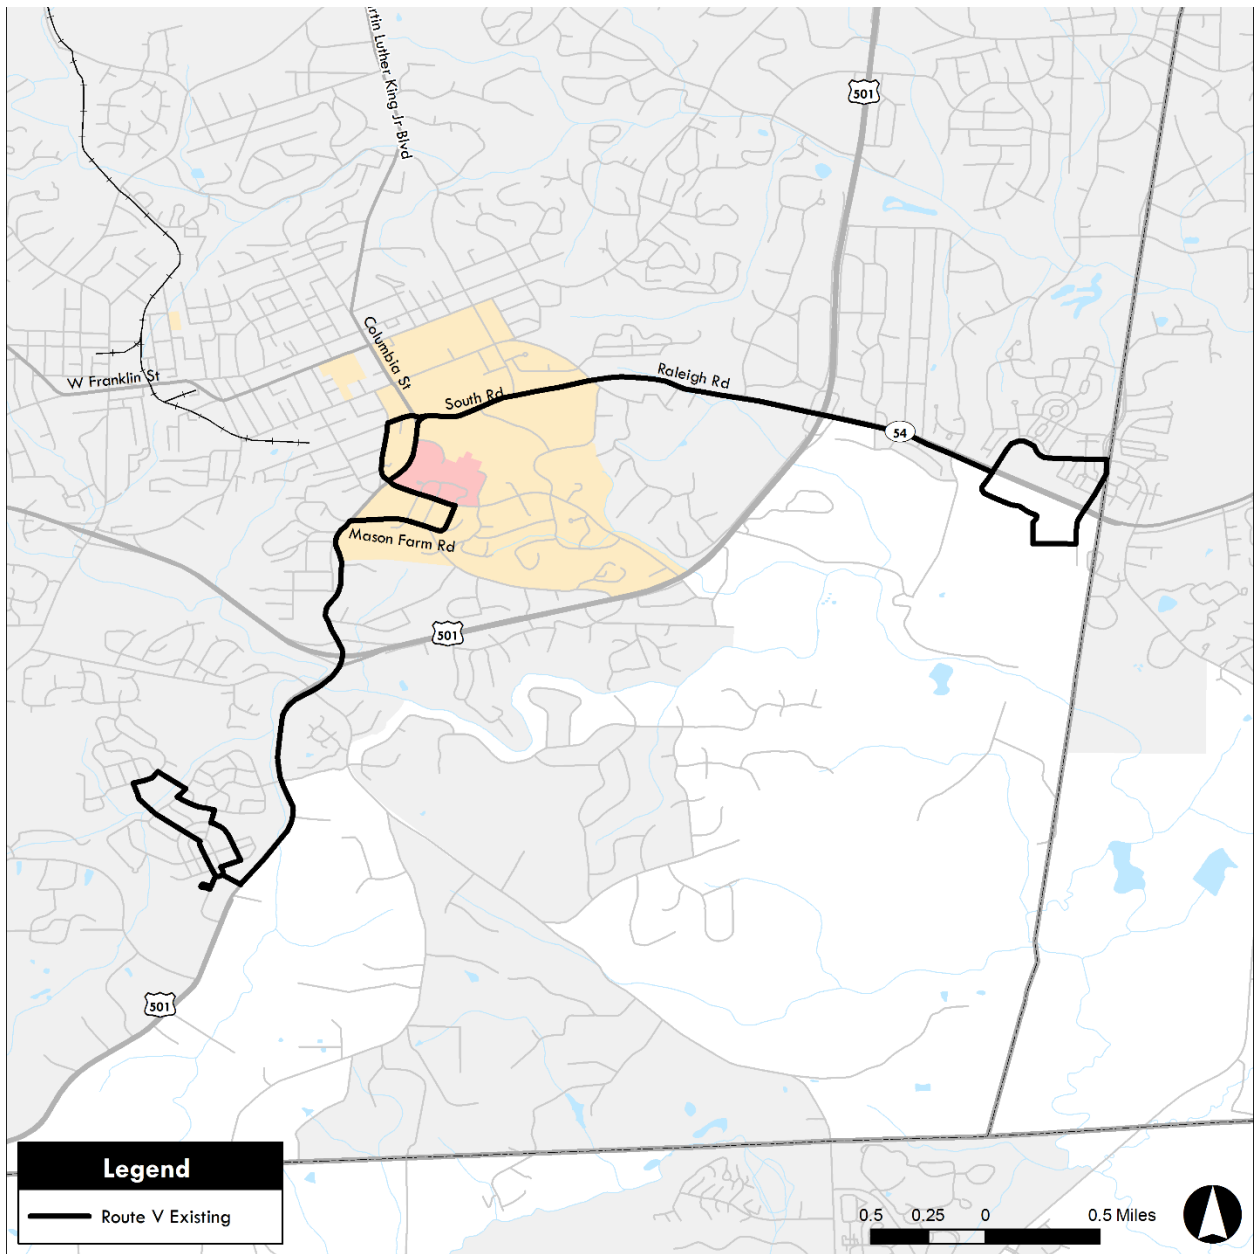 rtin Luther King Jr Blvd
501
Columbia St
W Franklin St
Raleigh Rd
South Rd
54
Mason Farm Rd
501
501
Legend
Route V Existing
0.5 0.25 0 0.5 Miles